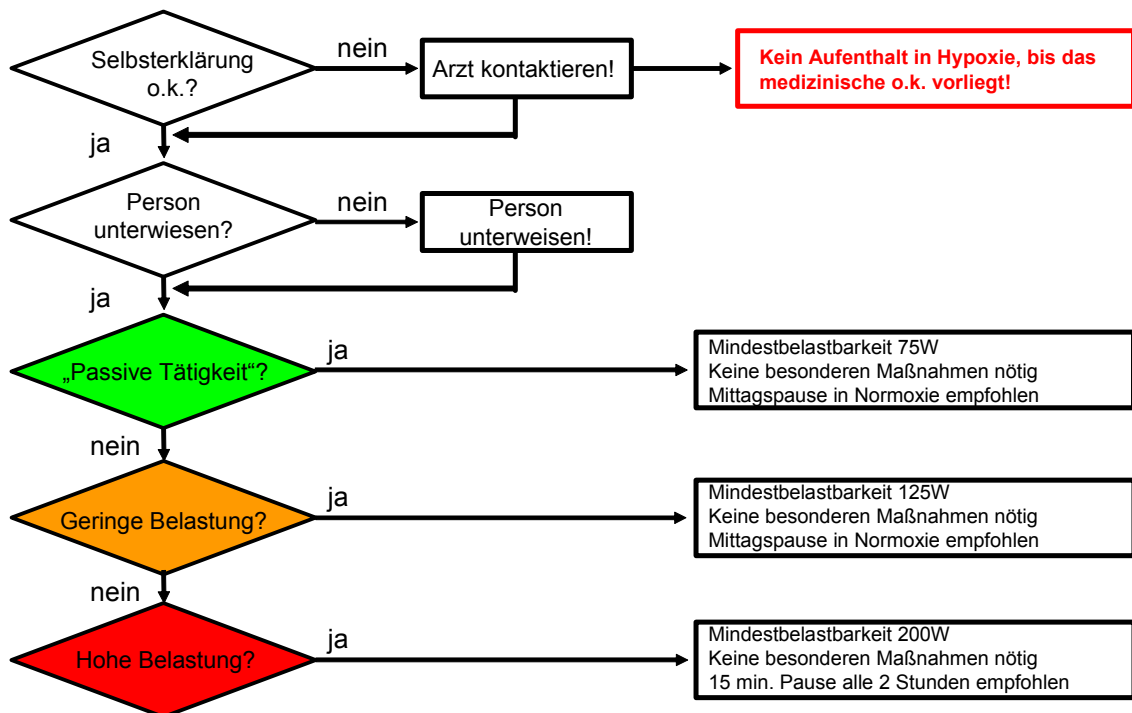 Selbsterklärung
o.k.?
nein
Arzt kontaktieren!
Kein Aufenthalt in Hypoxie, bis das
medizinische o.k. vorliegt!
ja
Person
unterwiesen?
nein
Person
unterweisen!
ja
„Passive Tätigkeit“?
ja
Mindestbelastbarkeit 75W
Keine besonderen Maßnahmen nötig
Mittagspause in Normoxie empfohlen
nein
Geringe Belastung?
ja
Mindestbelastbarkeit 125W
Keine besonderen Maßnahmen nötig
Mittagspause in Normoxie empfohlen
nein
Hohe Belastung?
ja
Mindestbelastbarkeit 200W
Keine besonderen Maßnahmen nötig
15 min. Pause alle 2 Stunden empfohlen